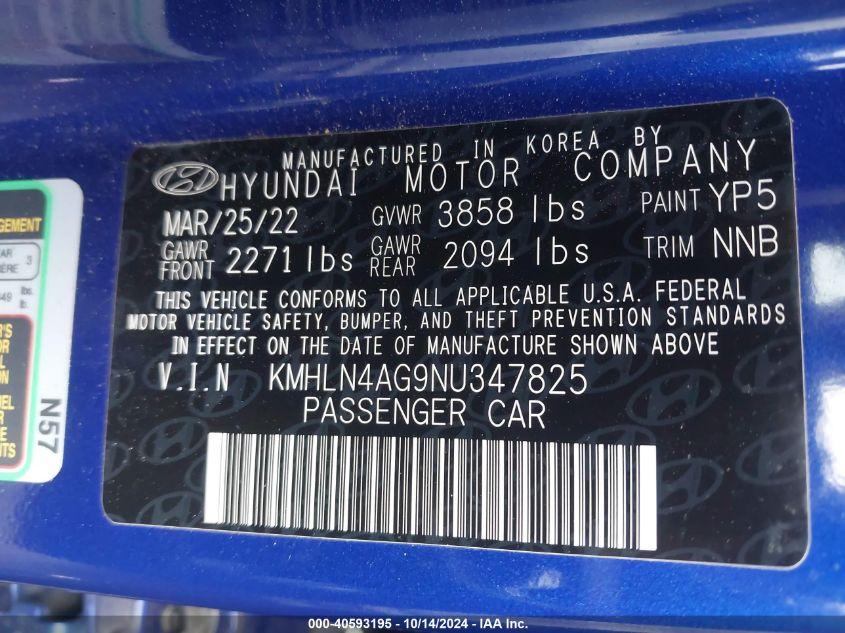 MANUFACTURED IN KOREA BY
HYUNDAI MOTOR COMPANY
MAR/25/22 GVWR 3858 lbs PAINT YP5
GAWR FRONT 2271 lbs GAWR REAR 2094 lbs TRIM NNB
THIS VEHICLE CONFORMS TO ALL APPLICABLE U.S.A. FEDERAL
MOTOR VEHICLE SAFETY, BUMPER, AND THEFT PREVENTION STANDARDS
IN EFFECT ON THE DATE OF MANUFACTURE SHOWN ABOVE
V.I.N KMHLN4AG9NU347825
PASSENGER CAR
N57
000-40593195 - 10/14/2024 - IAA Inc.